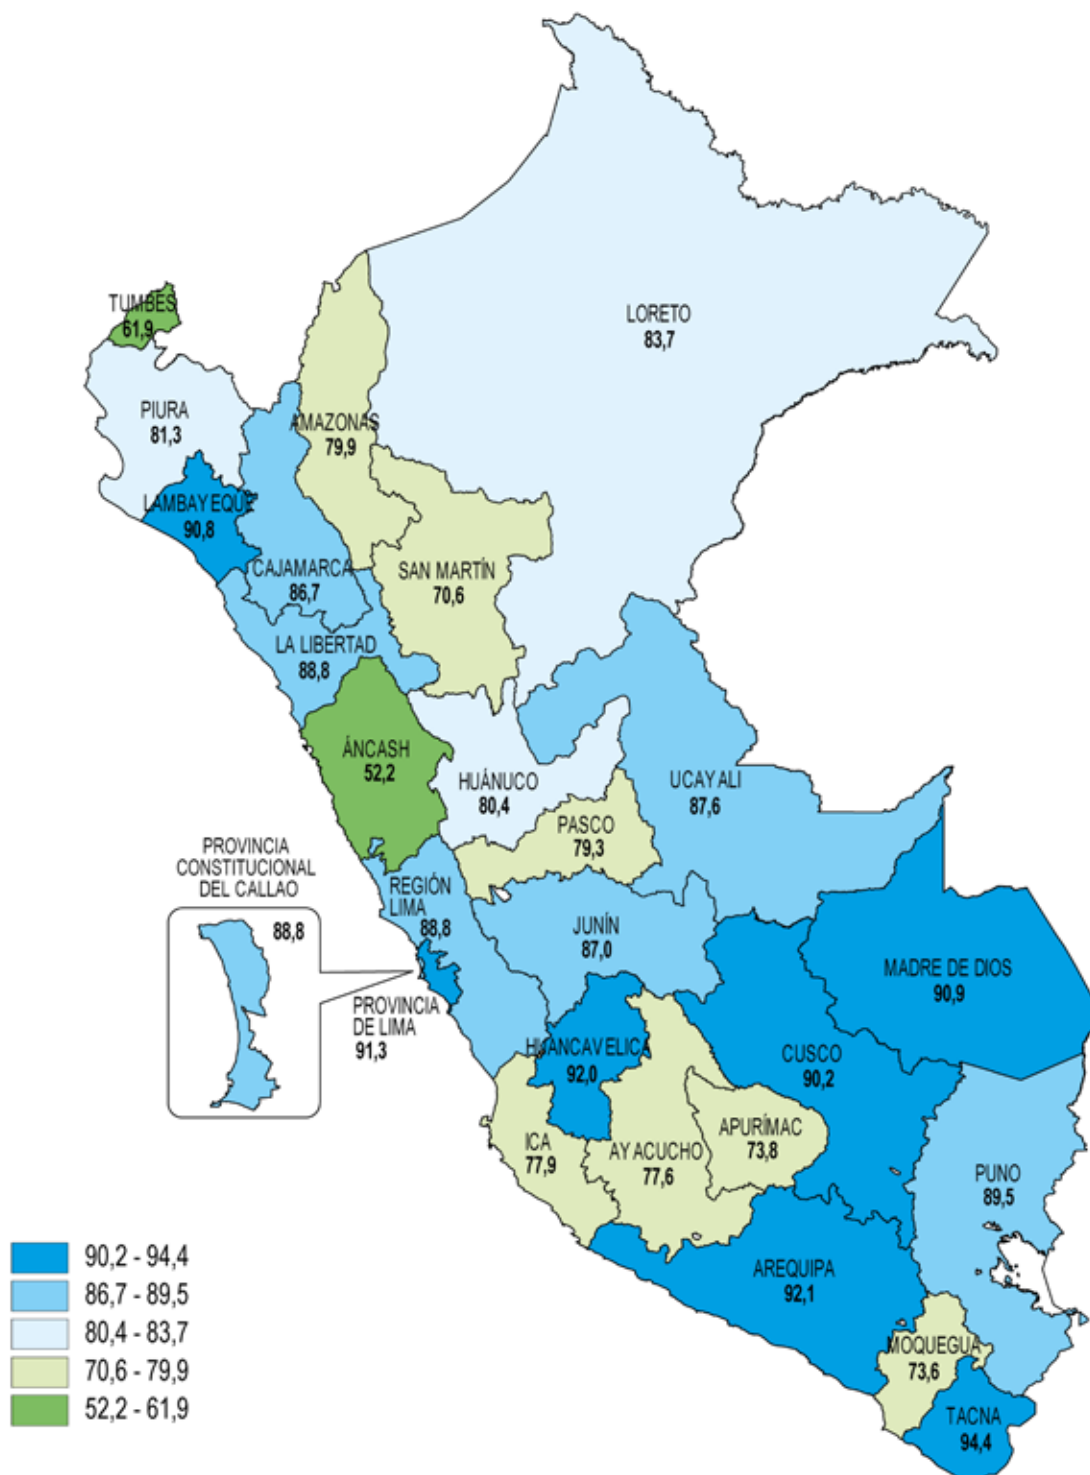 TUMBES
61,9
PIURA
81,3
LAMBAYEQUE
90,8
AMAZONAS
79,9
LORETO
83,7
CAJAMARCA
86,7
SAN MARTÍN
70,6
LA LIBERTAD
88,8
ÁNCASH
52,2
HUÁNUCO
80,4
UCAYALI
87,6
PASCO
79,3
PROVINCIA
CONSTITUCIONAL
DEL CALLAO
88,8
REGIÓN
LIMA
88,8
JUNÍN
87,0
MADRE DE DIOS
90,9
PROVINCIA
DE LIMA
91,3
HUANCAVELICA
92,0
CUSCO
90,2
ICA
77,9
AYACUCHO
77,6
APURÍMAC
73,8
PUNO
89,5
AREQUIPA
92,1
MOQUEGUA
73,6
TACNA
94,4
90,2 - 94,4
86,7 - 89,5
80,4 - 83,7
70,6 - 79,9
52,2 - 61,9